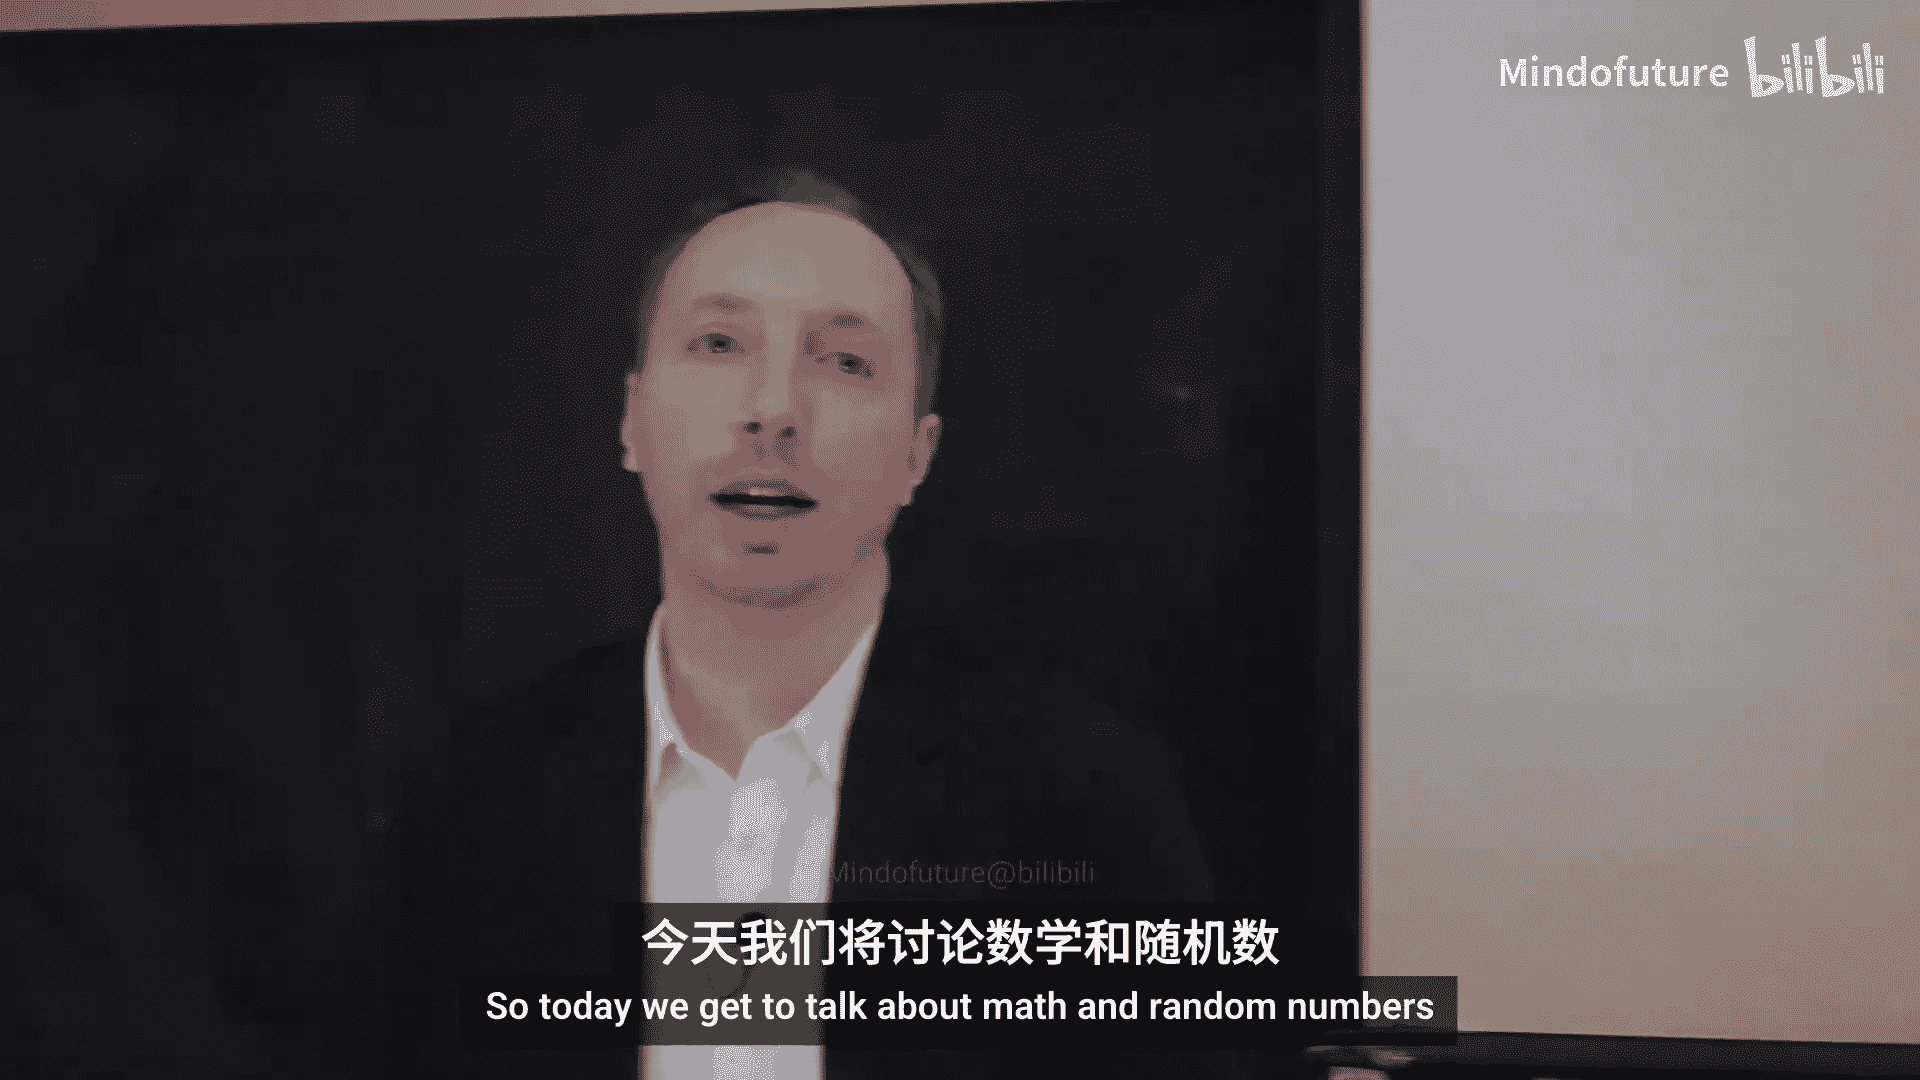 Mindofuture bilibili
Mindofuture@bilibili
今天我们将讨论数学和随机数
So today we get to talk about math and random numbers